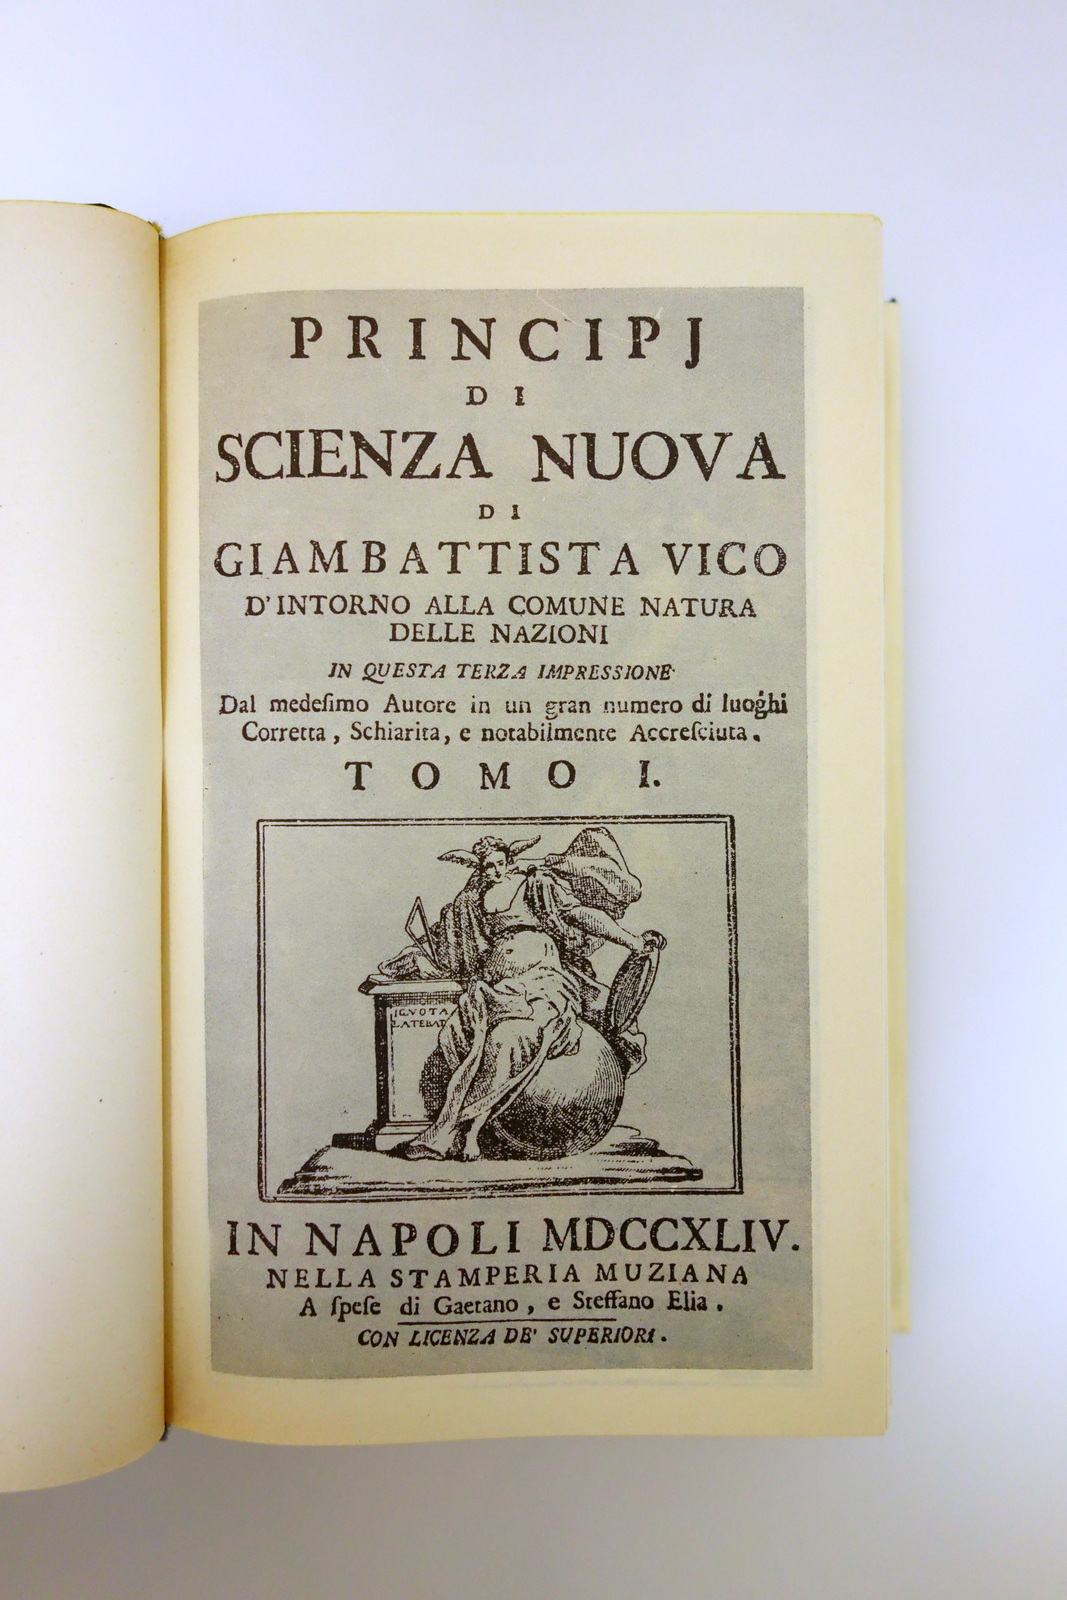 PRINCIPJ
DI
SCIENZA NUOVA
DI
GIAMBATTISTA VICO
D'INTORNO ALLA COMUNE NATURA
DELLE NAZIONI
IN QUESTA TERZA IMPRESSIONE
Dal medeſimo Autore in un gran numero di luoghi
Corretta, Schiarita, e notabilmente Accreſciuta.
TOMO I.
IGNOTA
LATEBAT
IN NAPOLI MDCCXLIV.
NELLA STAMPERIA MUZIANA
A ſpeſe di Gaetano, e Steffano Elia.
CON LICENZA DE' SUPERIORI.